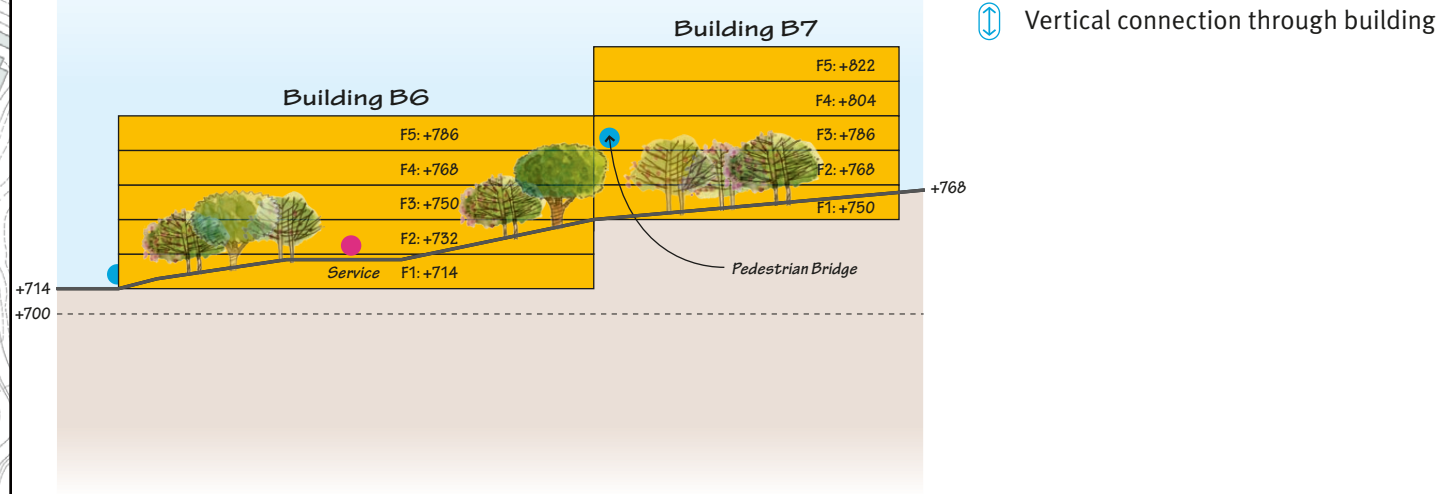 Vertical connection through building
Building B7
F5: +822
F4: +804
F3: +786
F2: +768
F1: +750
+768
Building B6
F5: +786
F4: +768
F3: +750
F2: +732
F1: +714
Service
Pedestrian Bridge
+714
+700